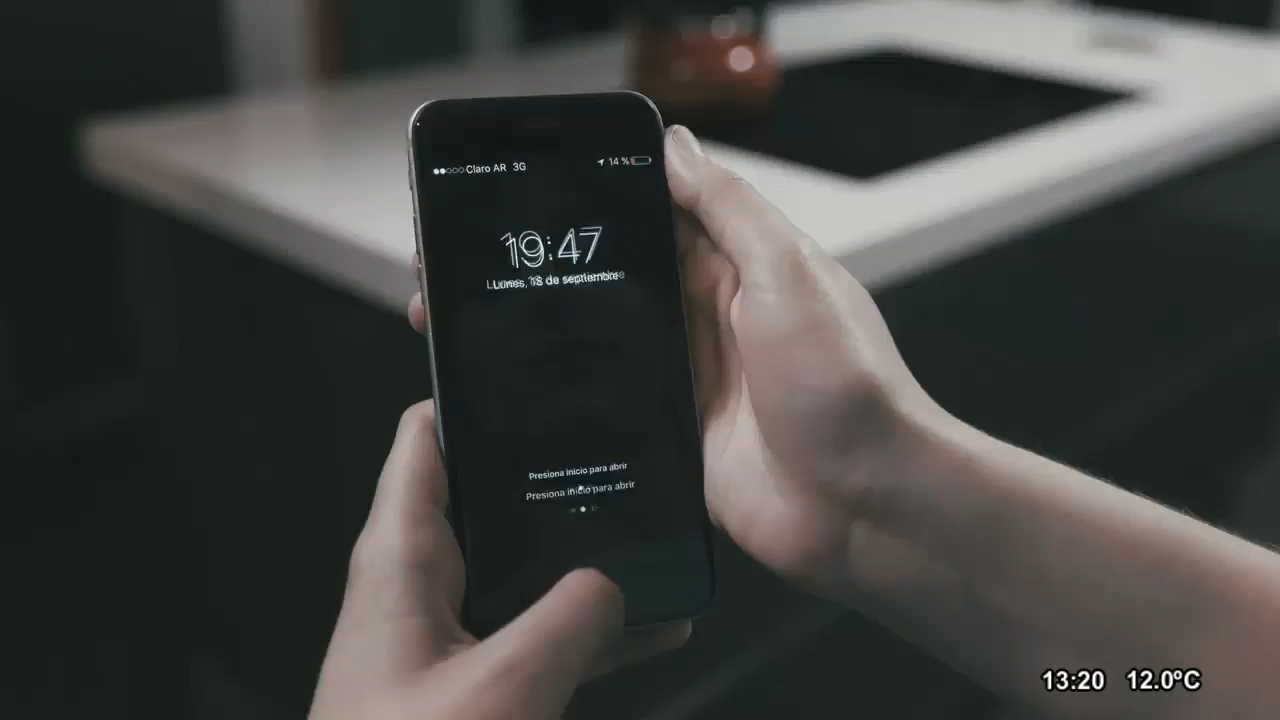 Claro AR 3G 14 %
19:47
Lunes, 18 de septiembre
Presiona inicio para abrir
Presiona inicio para abrir
13:20 12.0ºC